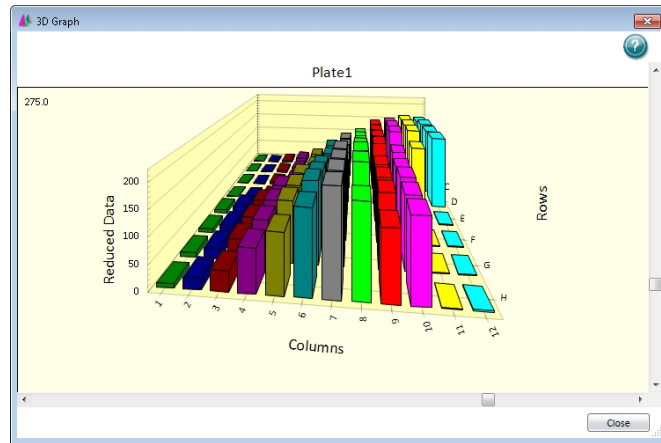 3D Graph
?
Plate1
275.0
200
150
100
50
0
Reduced Data
1 2 3 4 5 6 7 8 9 10 11 12
Columns
C
D
E
F
G
H
Rows
Close